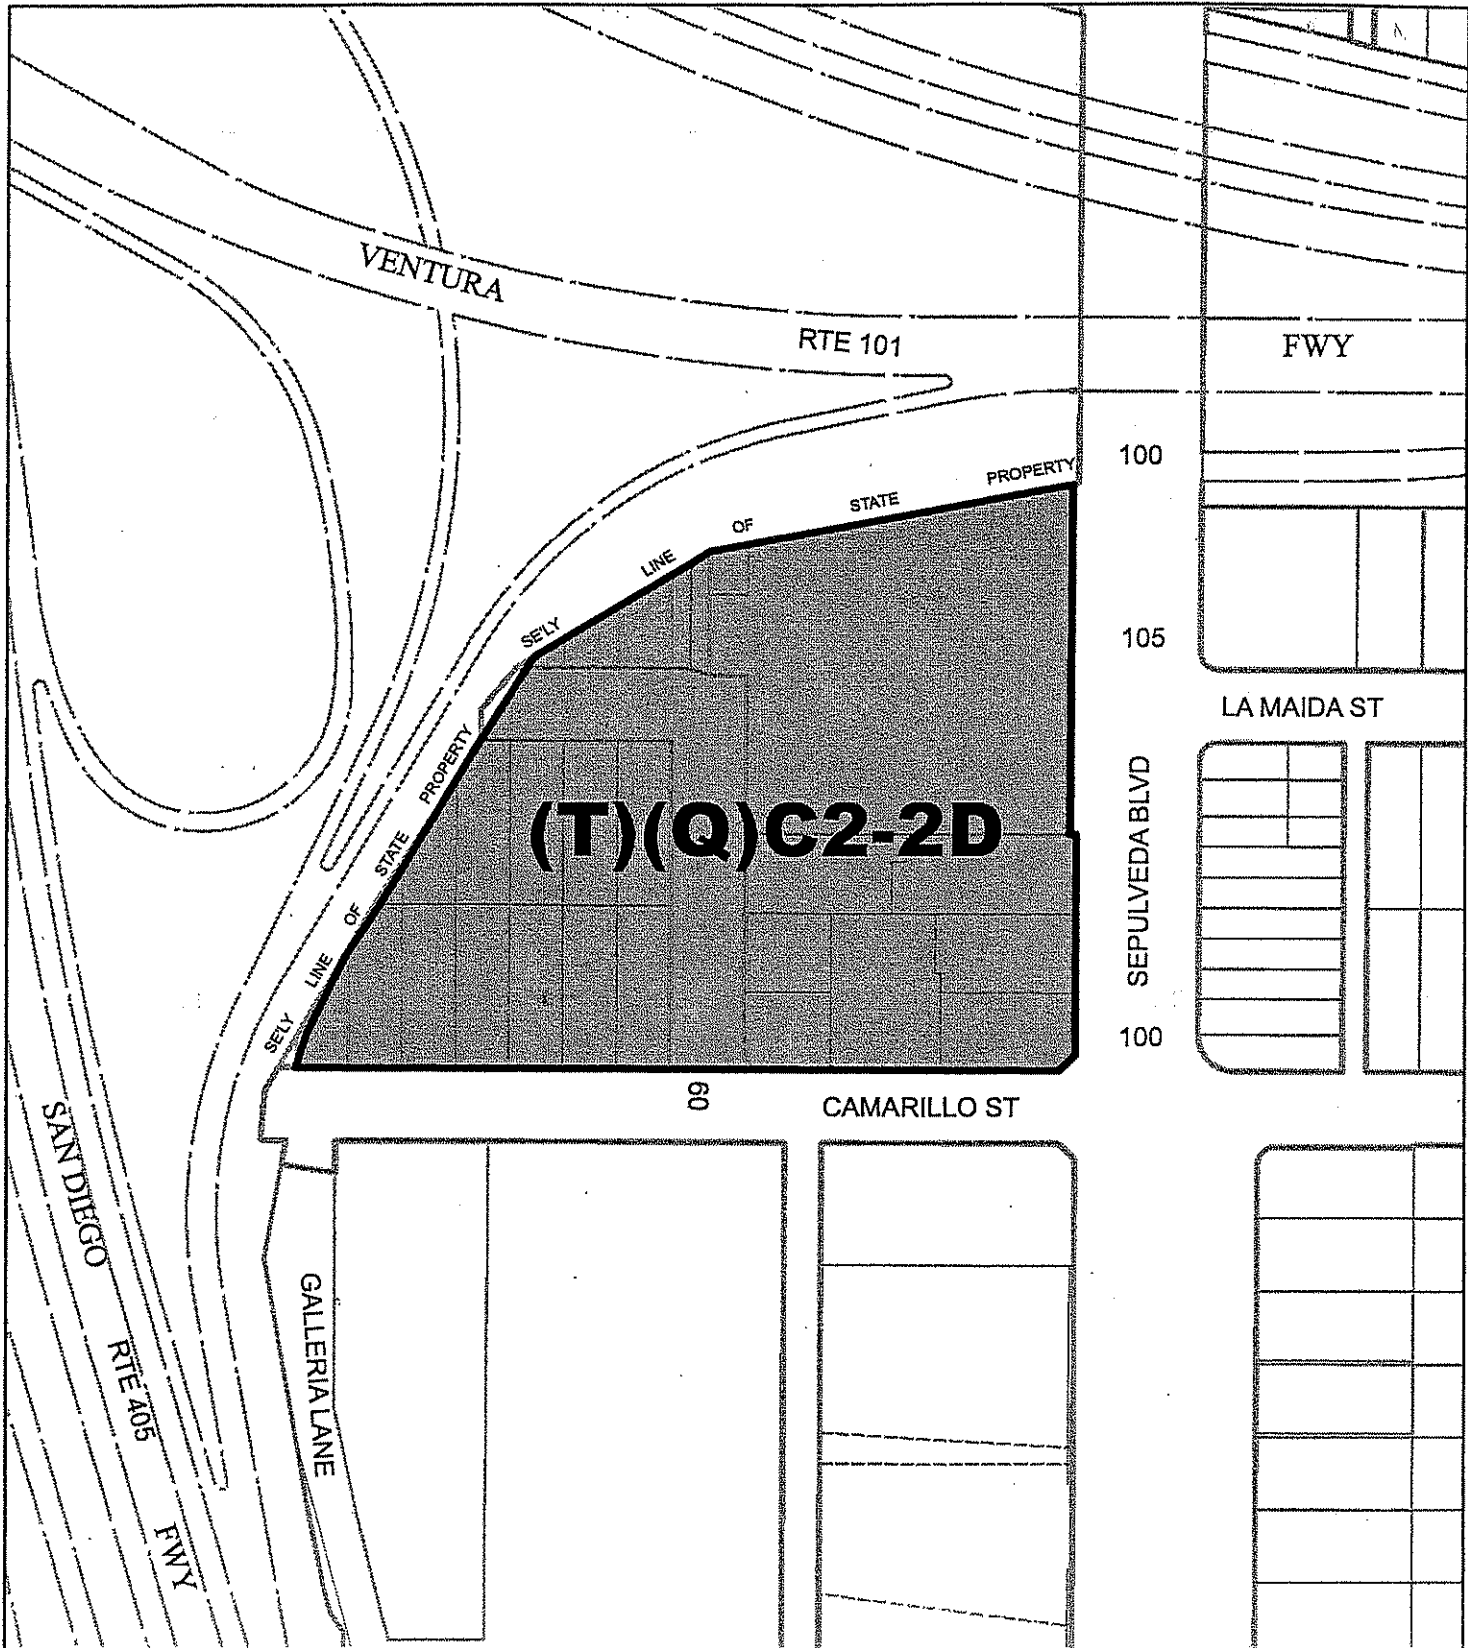 VENTURA
RTE 101
FWY
100
SE'LY LINE OF STATE PROPERTY
105
LA MAIDA ST
(T)(Q)C2-2D
SEPULVEDA BLVD
SE'LY LINE OF STATE PROPERTY
100
60
CAMARILLO ST
SAN DIEGO
RTE 405
FWY
GALLERIA LANE